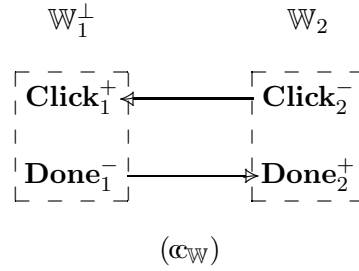 𝕎₁^⊥ 𝕎₂
Click₁⁺ Click₂⁻
Done₁⁻ Done₂⁺
(𝕔𝕔_𝕎)